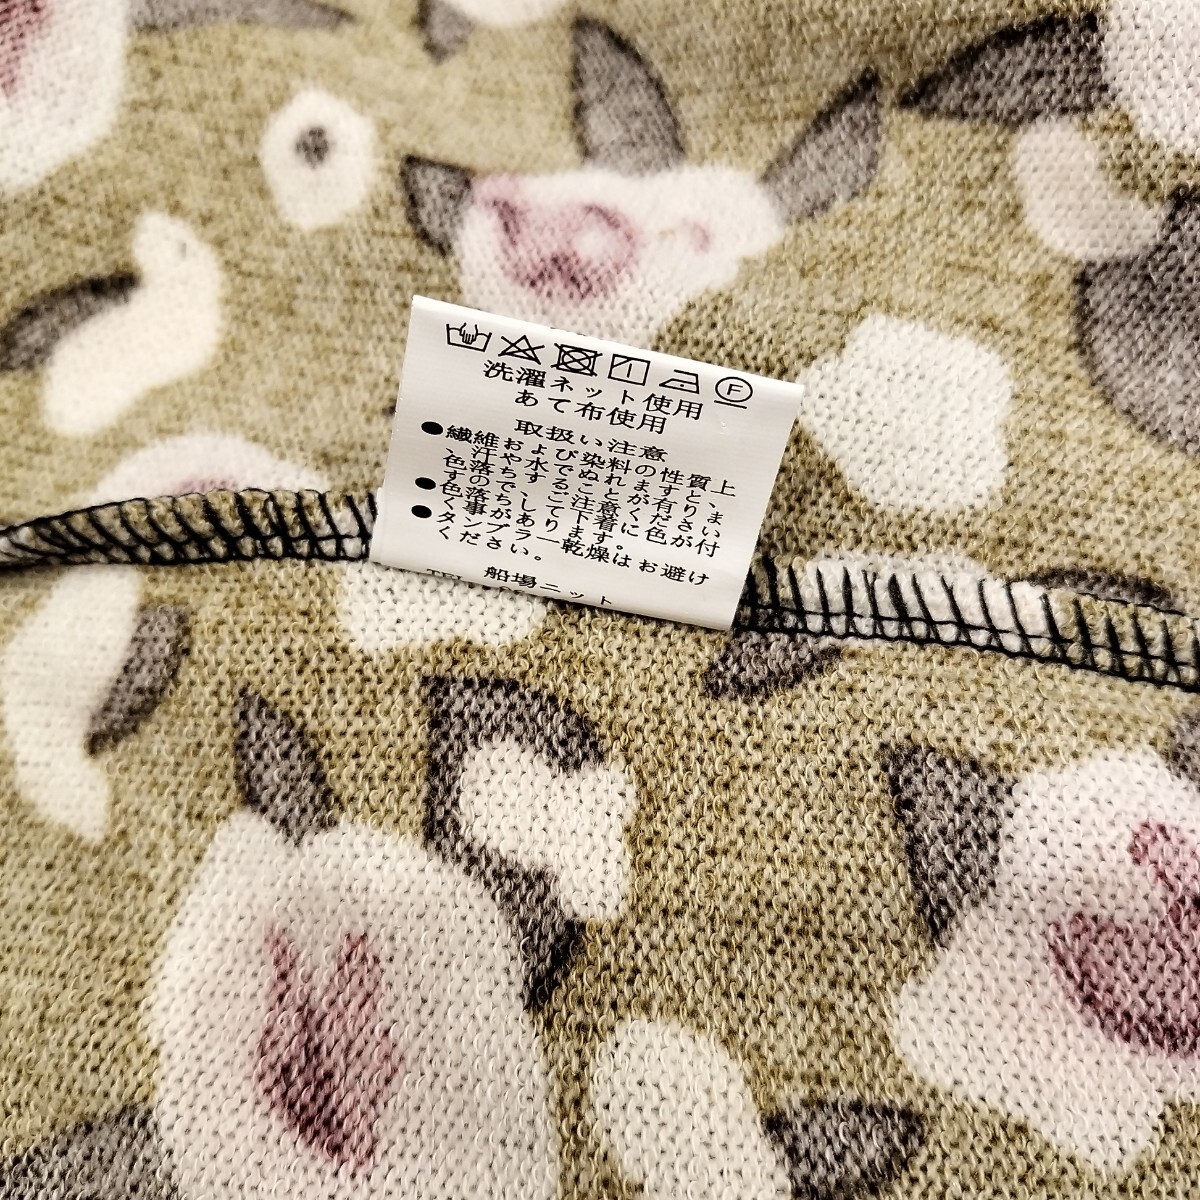 F
洗濯ネット使用
あて布使用
取扱い注意
●繊維および染料の性質上
、汗や水でぬれますと、
色落ちすることが有りま
すので、ご注意ください
●色落ちして下着に色が付
く事があります。
●タンブラー乾燥はお避け
ください。
船場ニット